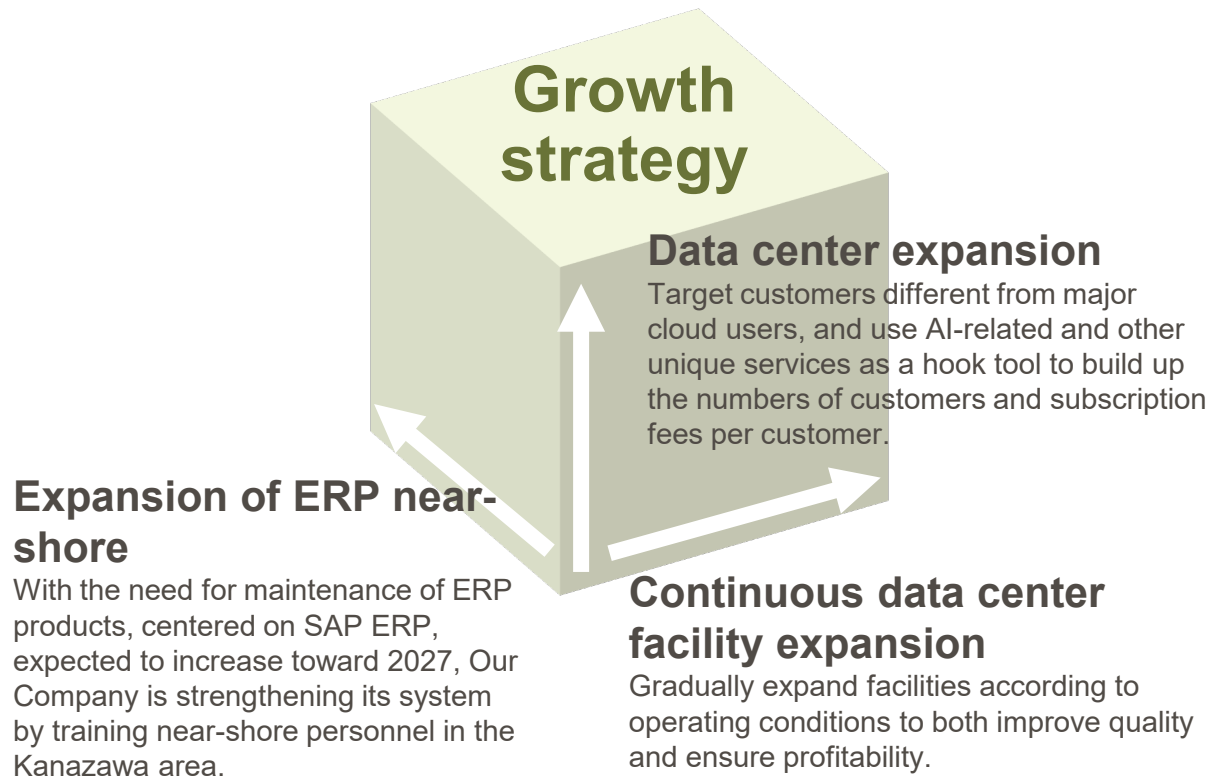 Growth
strategy
Data center expansion
Target customers different from major
cloud users, and use AI-related and other
unique services as a hook tool to build up
the numbers of customers and subscription
fees per customer.
Expansion of ERP near-
shore
With the need for maintenance of ERP
products, centered on SAP ERP,
expected to increase toward 2027, Our
Company is strengthening its system
by training near-shore personnel in the
Kanazawa area.
Continuous data center
facility expansion
Gradually expand facilities according to
operating conditions to both improve quality
and ensure profitability.